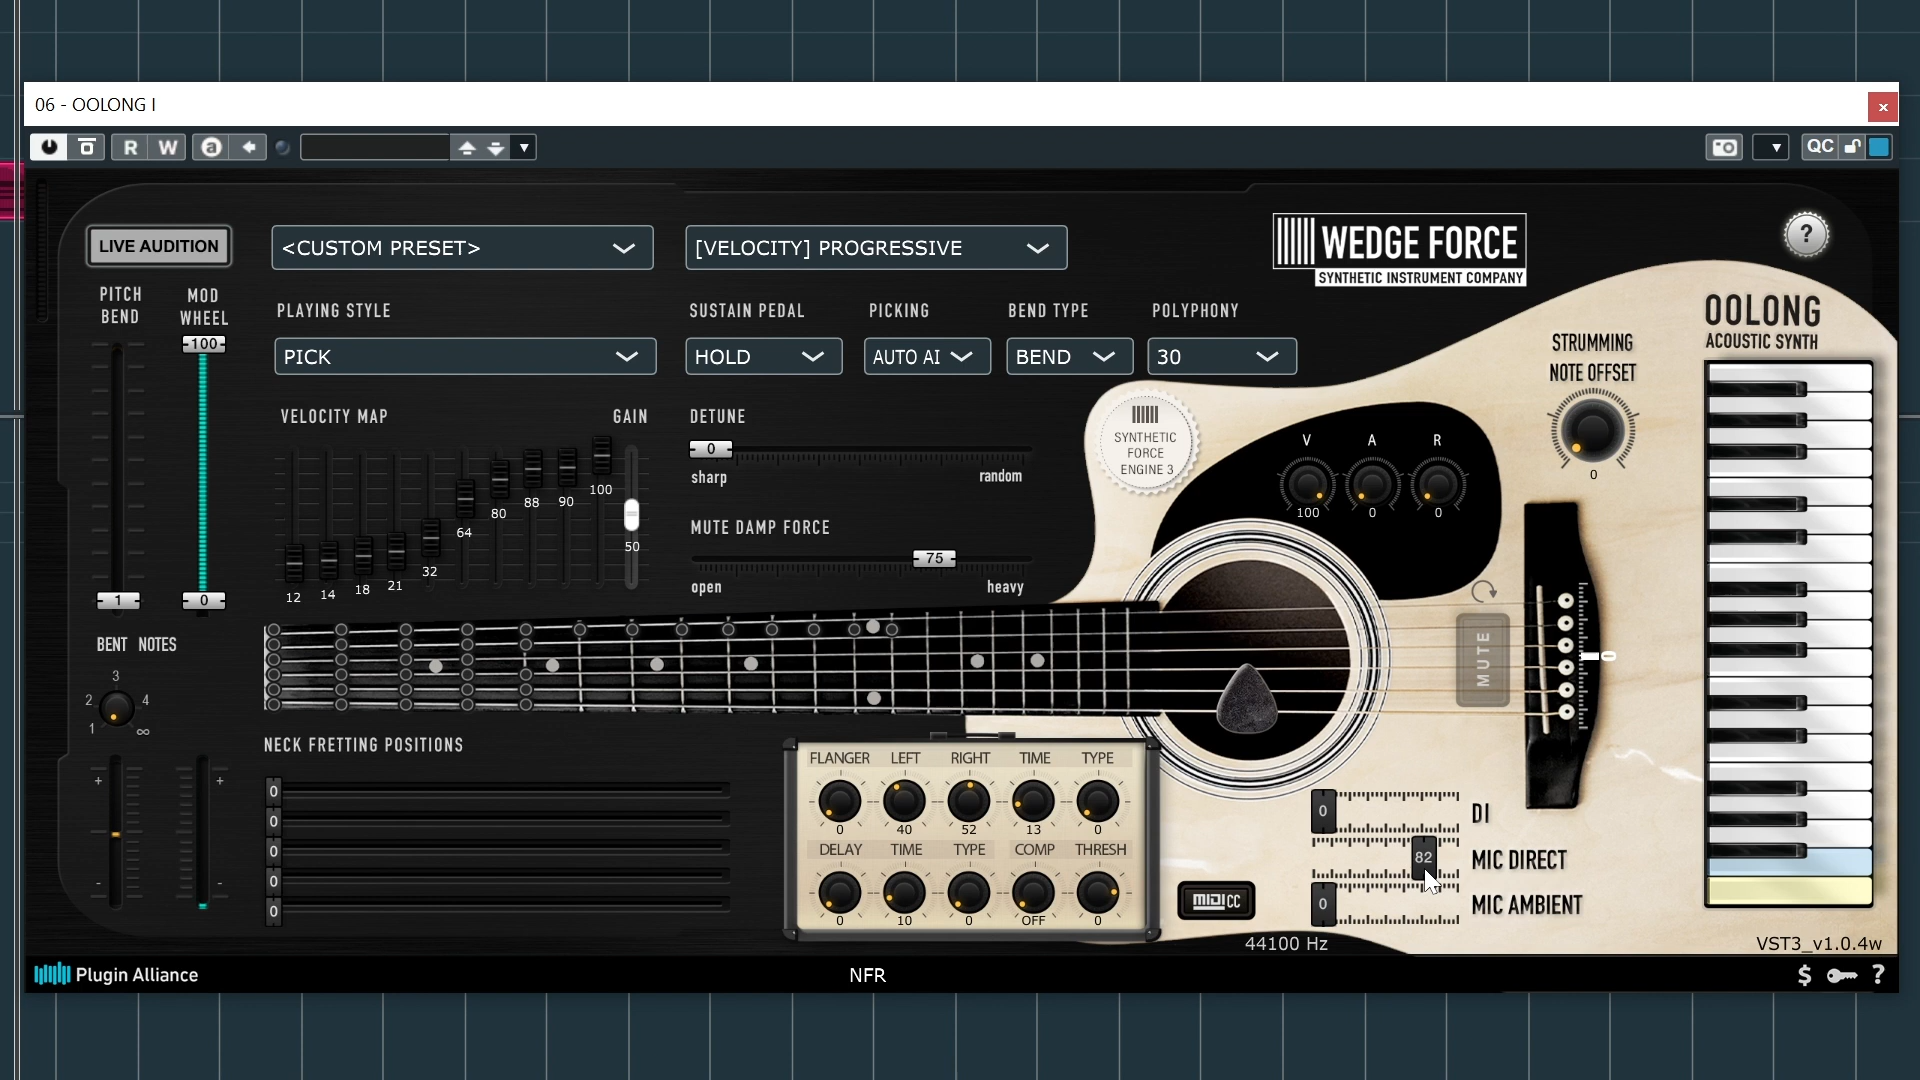 06 - OOLONG I
R W a QC
LIVE AUDITION
<CUSTOM PRESET>
[VELOCITY] PROGRESSIVE
WEDGE FORCE
SYNTHETIC INSTRUMENT COMPANY
?
PITCH BEND
MOD WHEEL
PLAYING STYLE
SUSTAIN PEDAL
PICKING
BEND TYPE
POLYPHONY
PICK
HOLD
AUTO AI
BEND
30
OOLONG
ACOUSTIC SYNTH
STRUMMING
NOTE OFFSET
0
100
1
0
VELOCITY MAP
GAIN
12 14 18 21 32 64 80 88 90 100
50
DETUNE
0
sharp
random
MUTE DAMP FORCE
75
open
heavy
SYNTHETIC
FORCE
ENGINE 3
V A R
100 0 0
MUTE
0
BENT NOTES
1 2 3 4 ∞
+ -
+ -
NECK FRETTING POSITIONS
0
0
0
0
0
FLANGER LEFT RIGHT TIME TYPE
0 40 52 13 0
DELAY TIME TYPE COMP THRESH
0 10 0 OFF 0
MIDI CC
0 DI
82 MIC DIRECT
0 MIC AMBIENT
44100 Hz
VST3_v1.0.4w
Plugin Alliance
NFR
$ ?